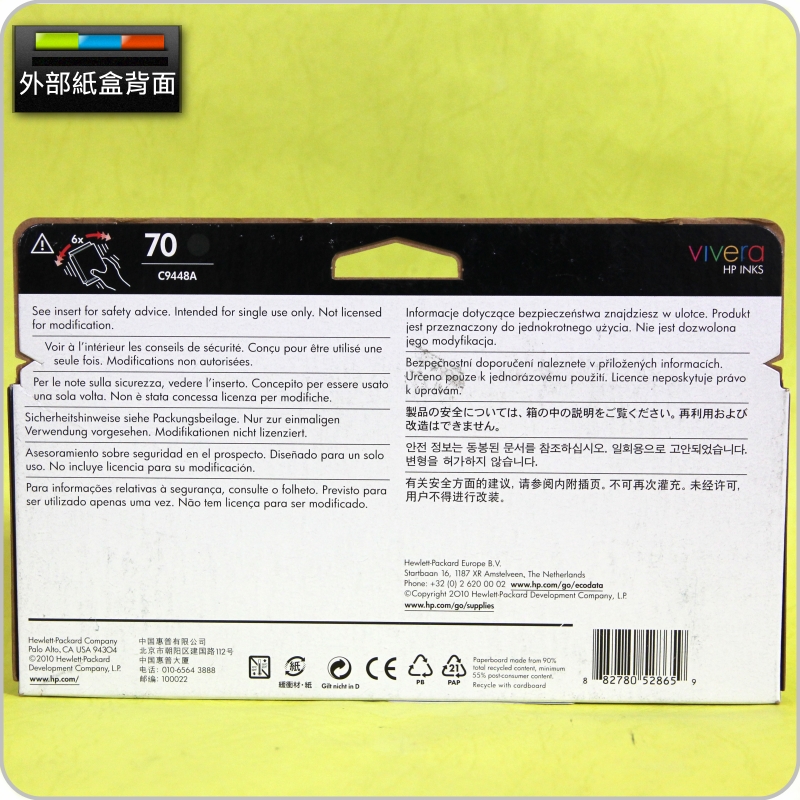 外部紙盒背面
6x
70
C9448A
vivera
HP INKS
See insert for safety advice. Intended for single use only. Not licensed
for modification.
Voir à l'intérieur les conseils de sécurité. Conçu pour être utilisé une
seule fois. Modifications non autorisées.
Per le note sulla sicurezza, vedere l'inserto. Concepito per essere usato
una sola volta. Non è stata concessa licenza per modifiche.
Sicherheitshinweise siehe Packungsbeilage. Nur zur einmaligen
Verwendung vorgesehen. Modifikationen nicht lizenziert.
Asesoramiento sobre seguridad en el prospecto. Diseñado para un solo
uso. No incluye licencia para su modificación.
Para informações relativas à segurança, consulte o folheto. Previsto para
ser utilizado apenas uma vez. Não tem licença para ser modificado.
Informacje dotyczące bezpieczeństwa znajdziesz w ulotce. Produkt
jest przeznaczony do jednokrotnego użycia. Nie jest dozwolona
jego modyfikacja.
Bezpečnostní doporučení naleznete v přiložených informacích.
Určeno pouze k jednorázovému použití. Licence neposkytuje právo
k úpravám.
製品の安全については、箱の中の説明をご覧ください。再利用および
改造はできません。
안전 정보는 동봉된 문서를 참조하십시오. 일회용으로 고안되었습니다.
변형을 허가하지 않습니다.
有关安全方面的建议，请参阅内附插页。不可再次灌充。未经许可，
用户不得进行改装。
Hewlett-Packard Europe B.V.
Startbaan 16, 1187 XR Amstelveen, The Netherlands
Phone: +32 (0) 2 620 00 02 www.hp.com/go/ecodata
©Copyright 2010 Hewlett-Packard Development Company, L.P.
www.hp.com/go/supplies
Hewlett-Packard Company
Palo Alto, CA USA 94304
©2010 Hewlett-Packard
Development Company, L.P.
www.hp.com/
中国惠普有限公司
北京市朝阳区建国路112号
中国惠普大厦
电话: 010-6564 3888
邮编: 100022
紙
緩衝材・紙
Gilt nicht in D
CE
PB
21
PAP
Paperboard made from 90%
total recycled content, minimum
55% post-consumer content.
Recycle with cardboard
8 82780 52865 9